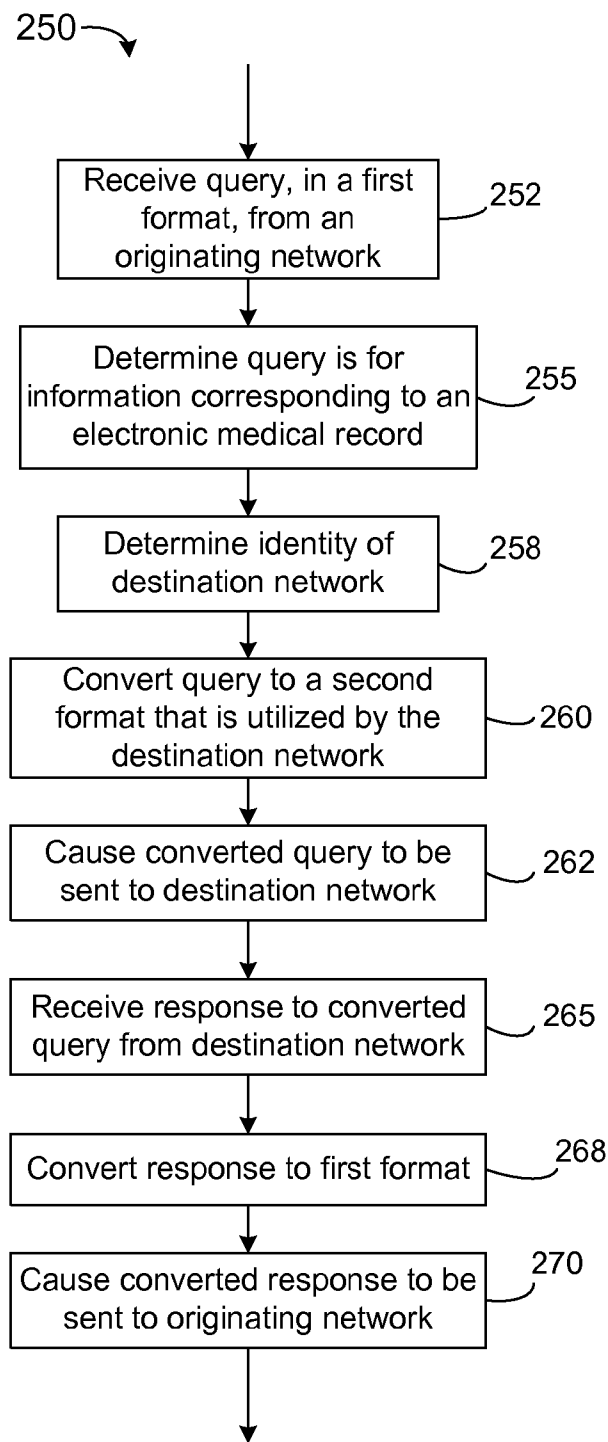 250
Receive query, in a first
format, from an
originating network
252
Determine query is for
information corresponding to an
electronic medical record
255
Determine identity of
destination network
258
Convert query to a second
format that is utilized by the
destination network
260
Cause converted query to be
sent to destination network
262
Receive response to converted
query from destination network
265
Convert response to first format
268
Cause converted response to be
sent to originating network
270